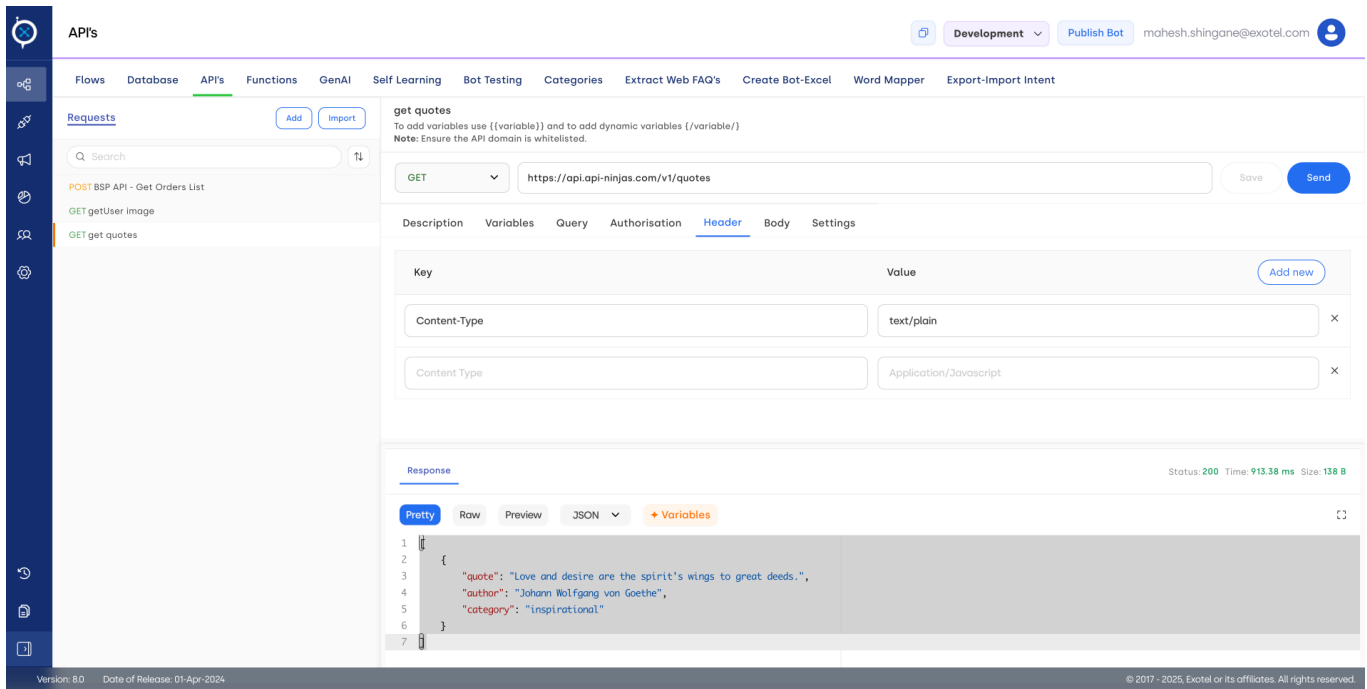 API's
Development
Publish Bot
mahesh.shingane@exotel.com
Flows Database API's Functions GenAI Self Learning Bot Testing Categories Extract Web FAQ's Create Bot-Excel Word Mapper Export-Import Intent
Requests
Add
Import
Search
POST BSP API - Get Orders List
GET getUser image
GET get quotes
get quotes
To add variables use {{variable}} and to add dynamic variables {/variable/}
Note: Ensure the API domain is whitelisted.
GET
https://api.api-ninjas.com/v1/quotes
Save
Send
Description Variables Query Authorisation Header Body Settings
Key Value Add new
Content-Type text/plain
Content Type Application/Javascript
Response
Status: 200 Time: 913.38 ms Size: 138 B
Pretty Raw Preview JSON + Variables
1 [
2 {
3 "quote": "Love and desire are the spirit's wings to great deeds.",
4 "author": "Johann Wolfgang von Goethe",
5 "category": "inspirational"
6 }
7 ]
Version: 8.0 Date of Release: 01-Apr-2024
© 2017 - 2025, Exotel or its affiliates. All rights reserved.